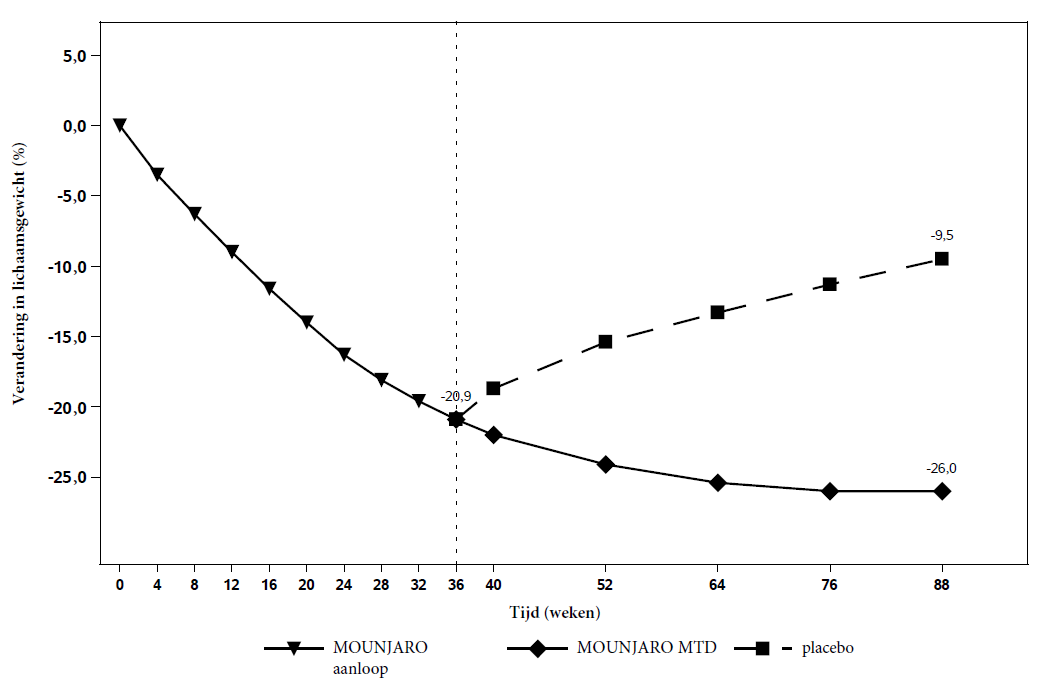 5,0
0,0
-5,0
-10,0
-15,0
-20,0
-25,0
Verandering in lichaamsgewicht (%)
-20,9
-9,5
-26,0
0 4 8 12 16 20 24 28 32 36 40 52 64 76 88
Tijd (weken)
MOUNJARO MOUNJARO MTD placebo
aanloop